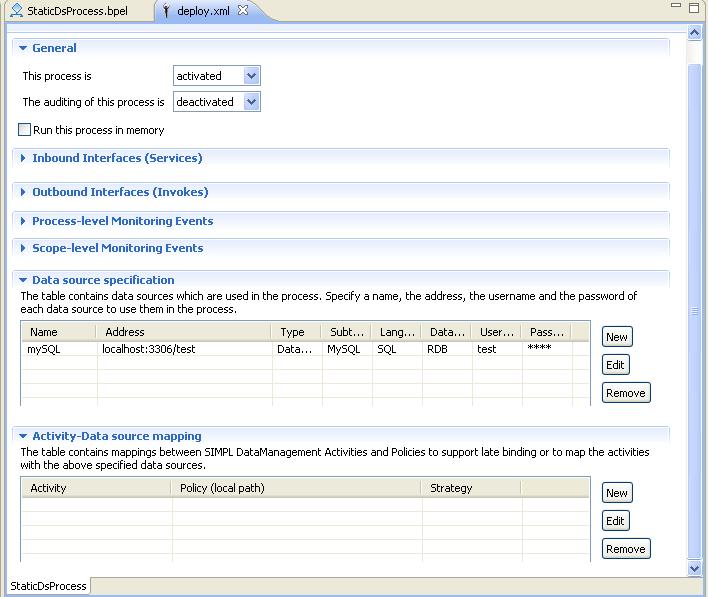 StaticDsProcess.bpel deploy.xml
General
This process is activated
The auditing of this process is deactivated
Run this process in memory
Inbound Interfaces (Services)
Outbound Interfaces (Invokes)
Process-level Monitoring Events
Scope-level Monitoring Events
Data source specification
The table contains data sources which are used in the process. Specify a name, the address, the username and the password of
each data source to use them in the process.
Name Address Type Subt... Lang... Data... User... Pass...
mySQL localhost:3306/test Data... MySQL SQL RDB test ****
New
Edit
Remove
Activity-Data source mapping
The table contains mappings between SIMPL DataManagement Activities and Policies to support late binding or to map the activities
with the above specified data sources.
Activity Policy (local path) Strategy
New
Edit
Remove
StaticDsProcess